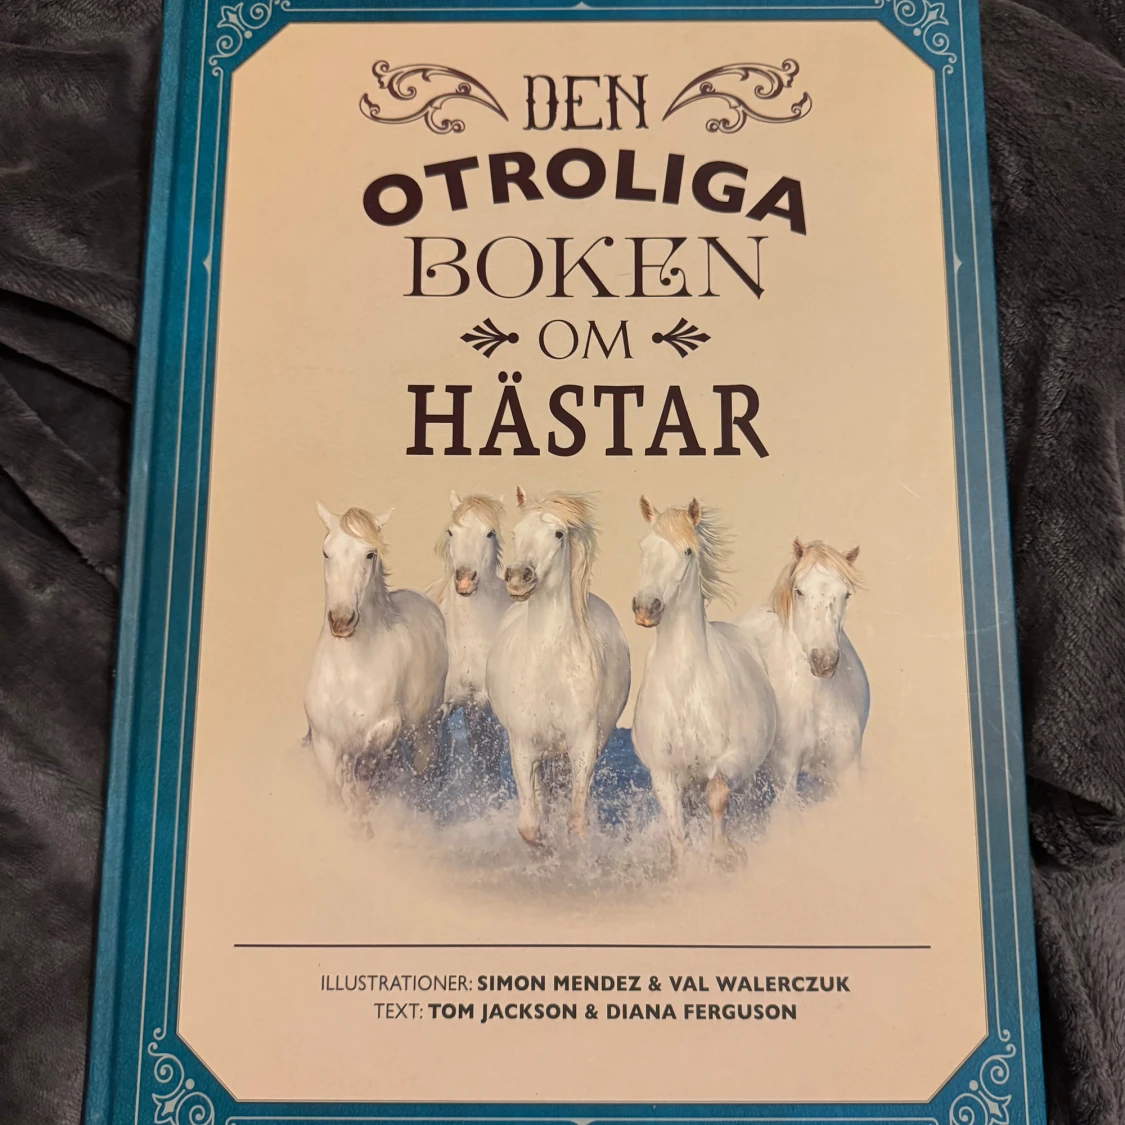 DEN
OTROLIGA
BOKEN
OM
HÄSTAR
ILLUSTRATIONER: SIMON MENDEZ & VAL WALERCZUK
TEXT: TOM JACKSON & DIANA FERGUSON